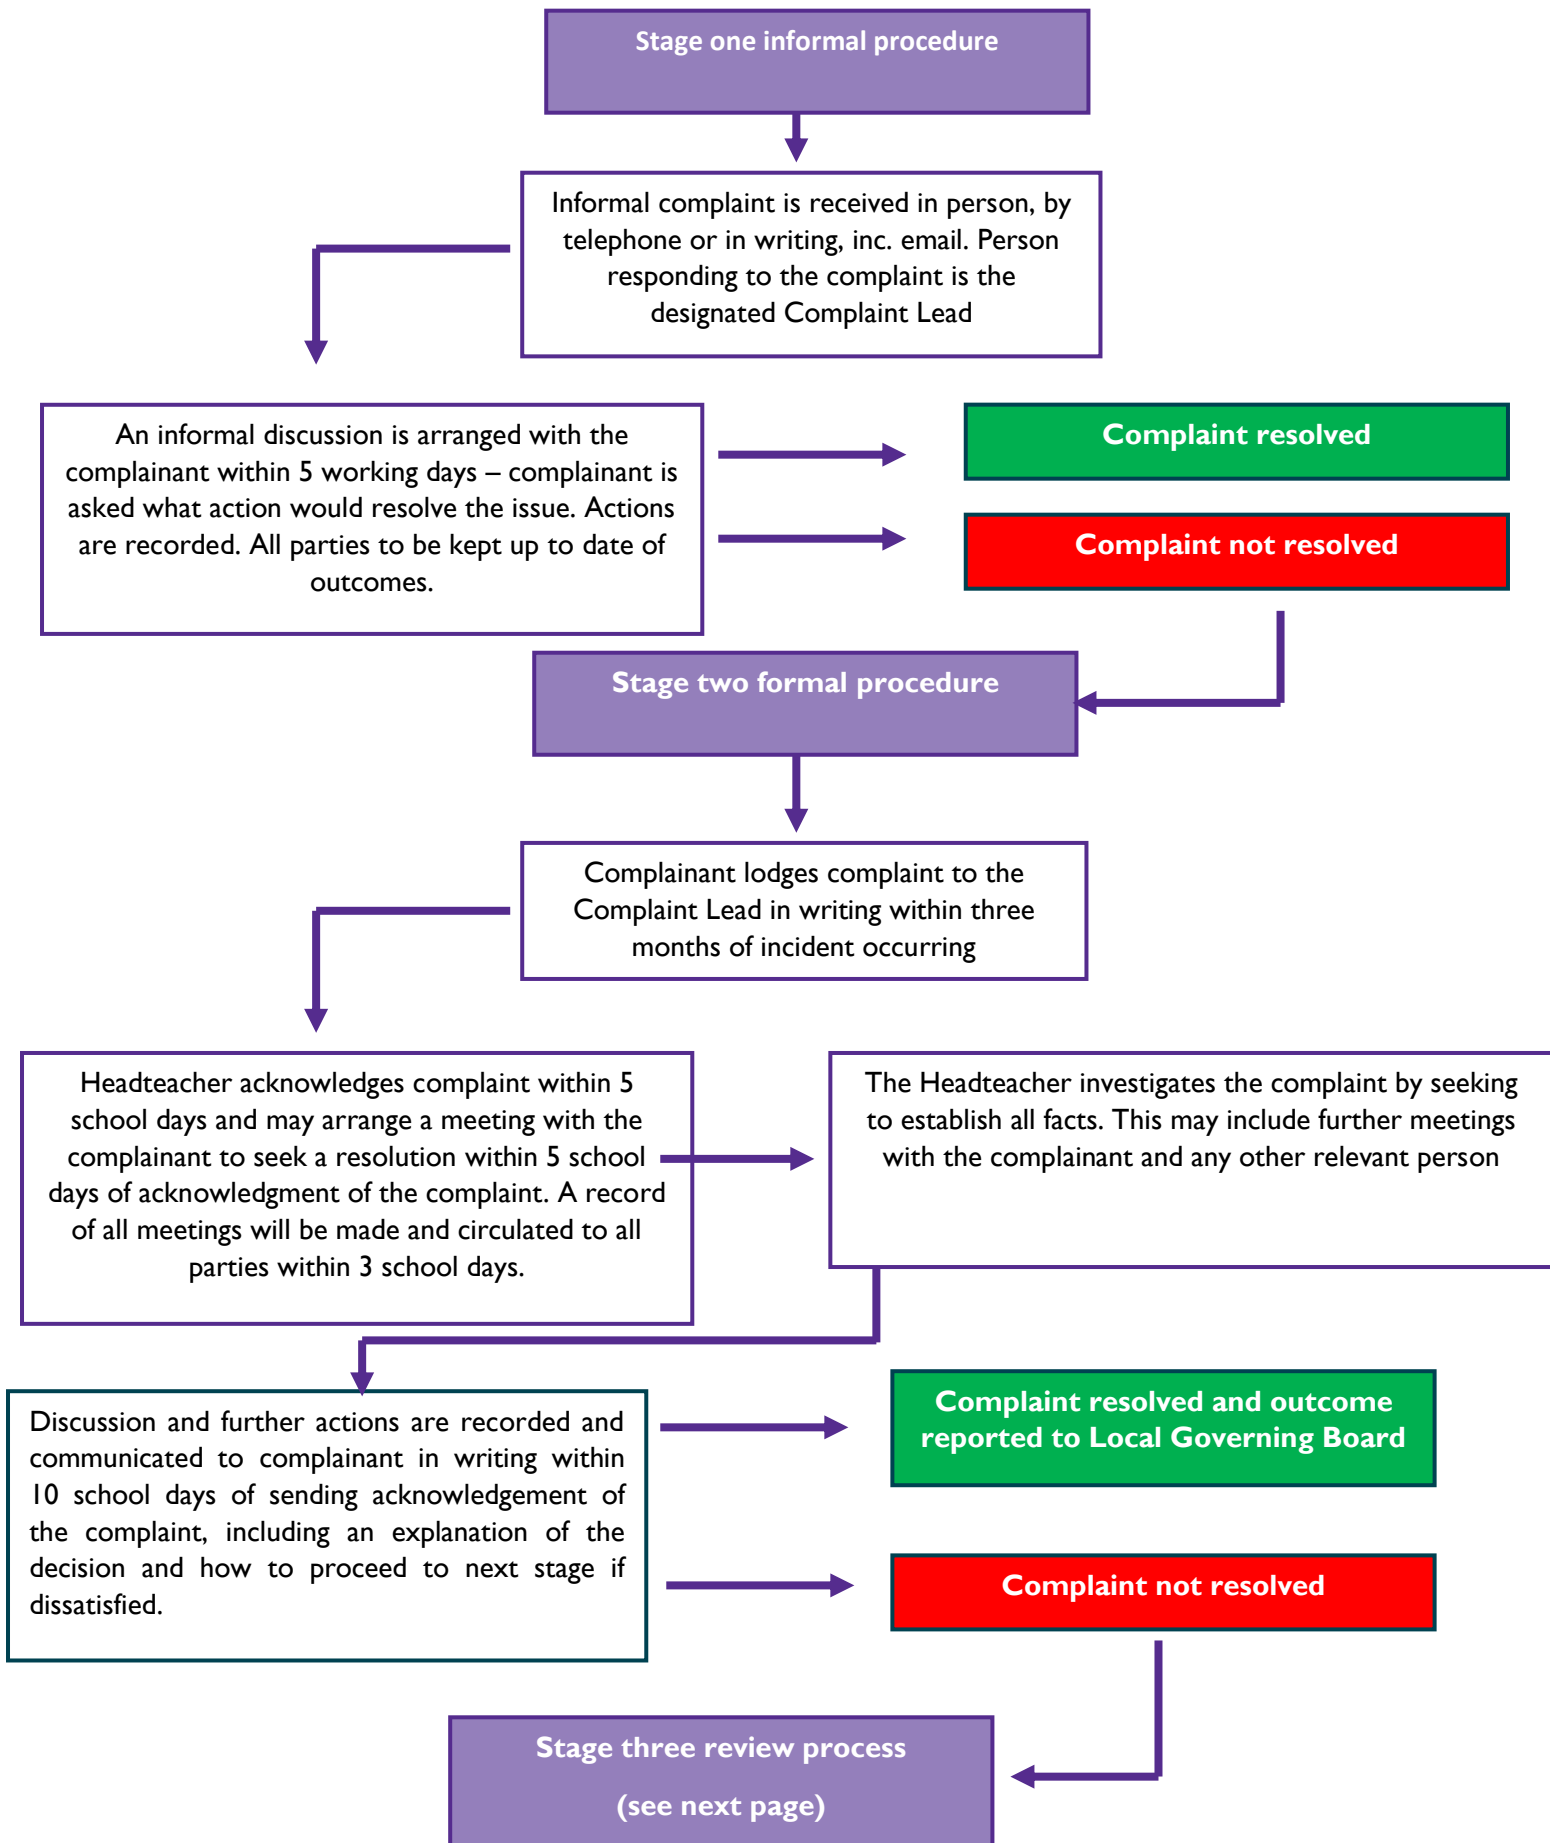 Stage one informal procedure
Informal complaint is received in person, by
telephone or in writing, inc. email. Person
responding to the complaint is the
designated Complaint Lead
An informal discussion is arranged with the
complainant within 5 working days – complainant is
asked what action would resolve the issue. Actions
are recorded. All parties to be kept up to date of
outcomes.
Complaint resolved
Complaint not resolved
Stage two formal procedure
Complainant lodges complaint to the
Complaint Lead in writing within three
months of incident occurring
Headteacher acknowledges complaint within 5
school days and may arrange a meeting with the
complainant to seek a resolution within 5 school
days of acknowledgment of the complaint. A record
of all meetings will be made and circulated to all
parties within 3 school days.
The Headteacher investigates the complaint by seeking
to establish all facts. This may include further meetings
with the complainant and any other relevant person
Discussion and further actions are recorded and
communicated to complainant in writing within
10 school days of sending acknowledgement of
the complaint, including an explanation of the
decision and how to proceed to next stage if
dissatisfied.
Complaint resolved and outcome
reported to Local Governing Board
Complaint not resolved
Stage three review process
(see next page)